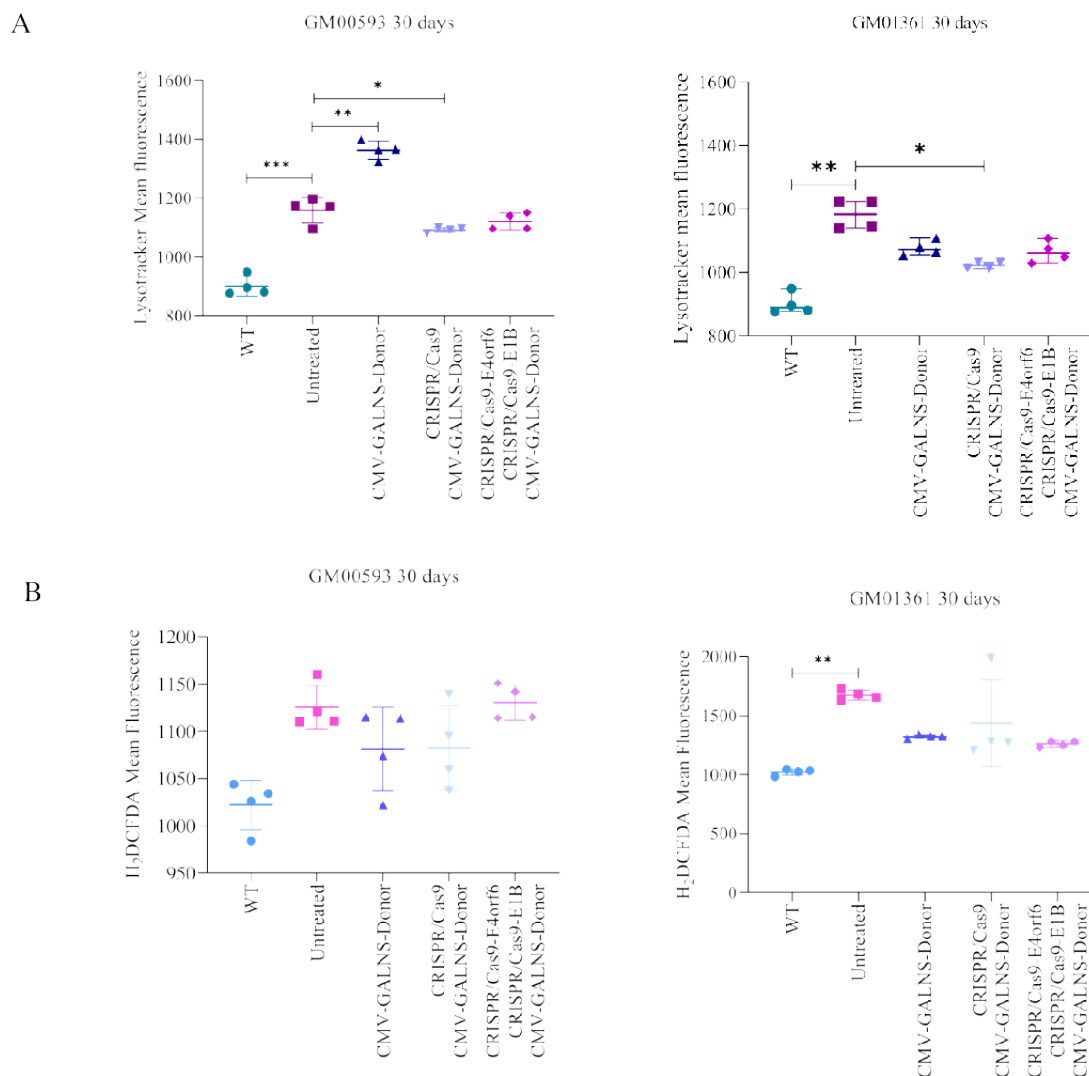 A
GM00593 30 days
Lysotracker Mean fluorescence
1600
1400
1200
1000
800
***
**
*
WT
Untreated
CMV-GALNS-Donor
CRISPR/Cas9
CMV-GALNS-Donor
CRISPR/Cas9-E4orf6
CRISPR/Cas9-E1B
CMV-GALNS-Donor
GM01361 30 days
Lysotracker mean fluorescence
1600
1400
1200
1000
800
**
*
WT
Untreated
CMV-GALNS-Donor
CRISPR/Cas9
CMV-GALNS-Donor
CRISPR/Cas9-E4orf6
CRISPR/Cas9-E1B
CMV-GALNS-Donor
B
GM00593 30 days
H₂DCFDA Mean Fluorescence
1200
1150
1100
1050
1000
950
WT
Untreated
CMV-GALNS-Donor
CRISPR/Cas9
CMV-GALNS-Donor
CRISPR/Cas9-E4orf6
CRISPR/Cas9-E1B
CMV-GALNS-Donor
GM01361 30 days
H₂DCFDA Mean Fluorescence
2000
1500
1000
500
0
**
WT
Untreated
CMV-GALNS-Donor
CRISPR/Cas9
CMV-GALNS-Donor
CRISPR/Cas9-E4orf6
CRISPR/Cas9-E1B
CMV-GALNS-Donor